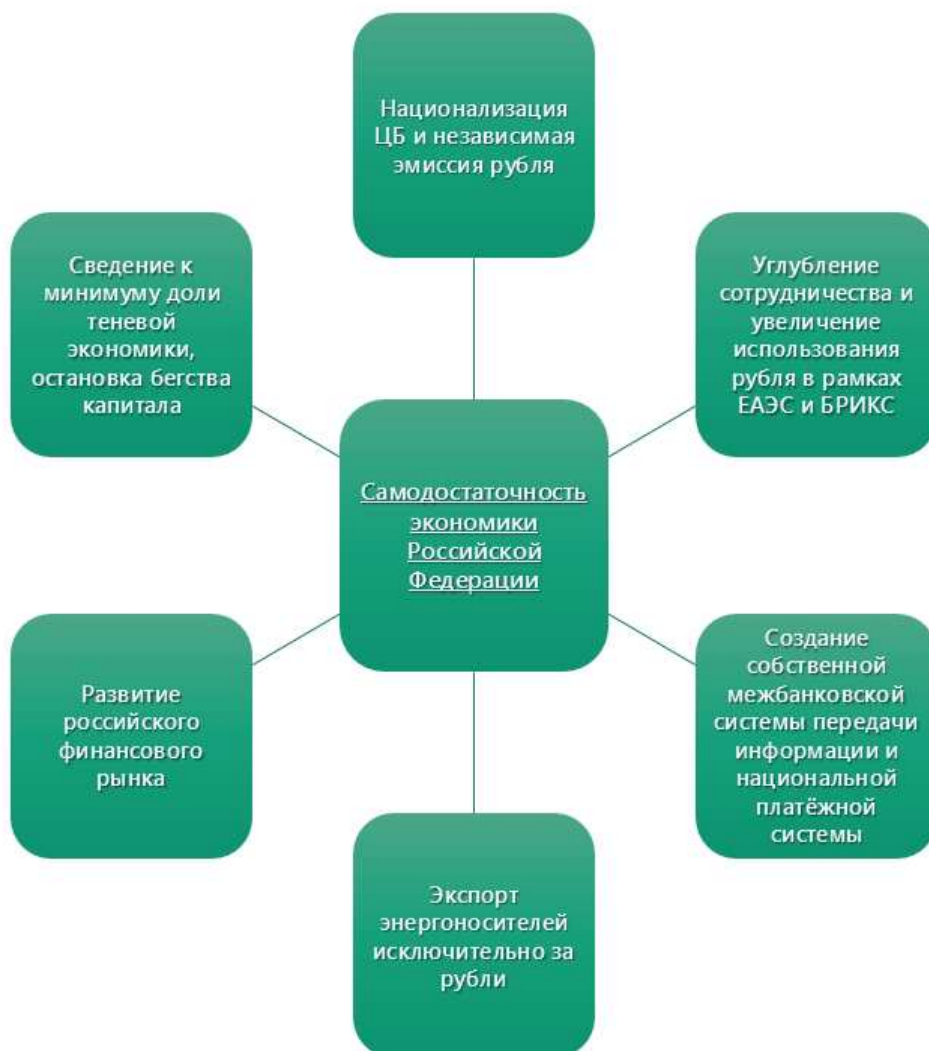 Национализация
ЦБ и независимая
эмиссия рубля
Сведение к
минимуму доли
теневой
экономики,
остановка бегства
капитала
Углубление
сотрудничества и
увеличение
использования
рубля в рамках
ЕАЭС и БРИКС
Самодостаточность
экономики
Российской
Федерации
Развитие
российского
финансового
рынка
Создание
собственной
межбанковской
системы передачи
информации и
национальной
платёжной
системы
Экспорт
энергоносителей
исключительно за
рубли